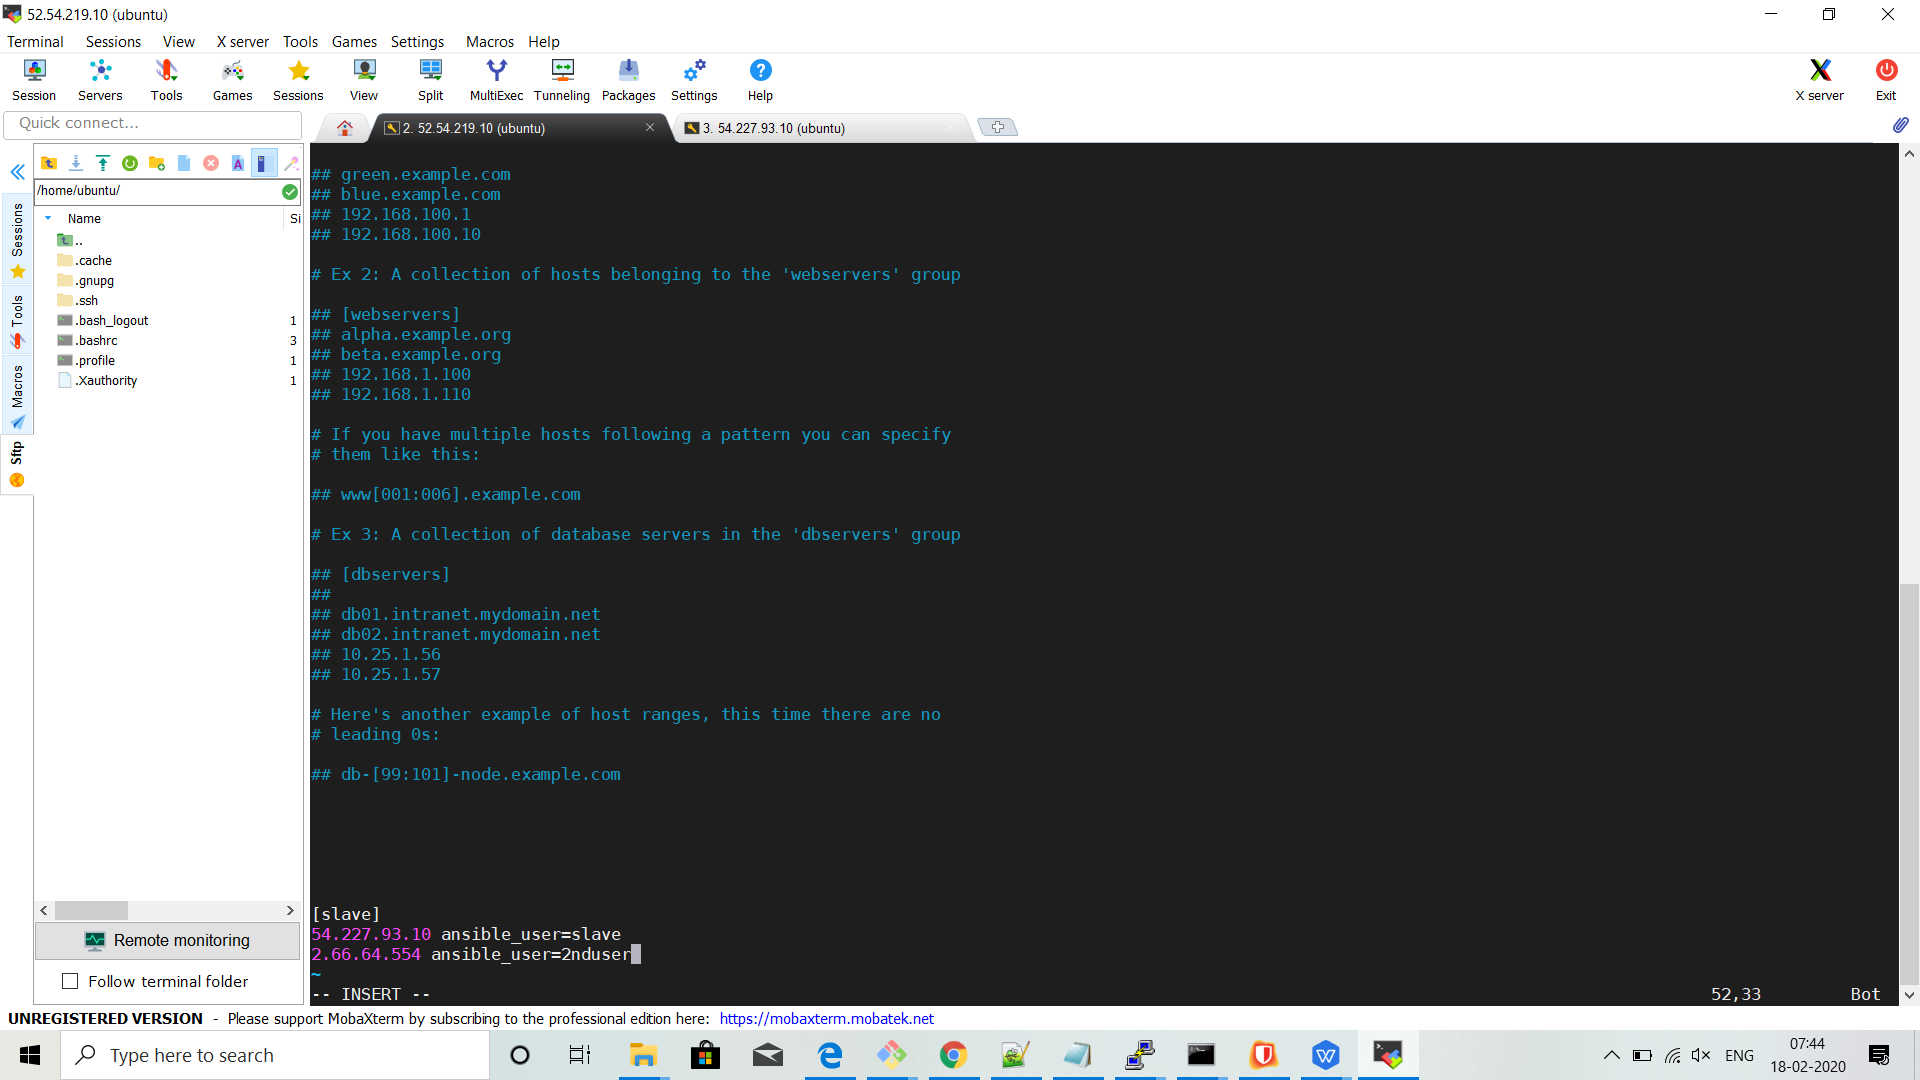 52.54.219.10 (ubuntu)
Terminal Sessions View X server Tools Games Settings Macros Help
Session Servers Tools Games Sessions View Split MultiExec Tunneling Packages Settings Help X server Exit
Quick connect...
2. 52.54.219.10 (ubuntu)
3. 54.227.93.10 (ubuntu)
/home/ubuntu/
Name Si
..
.cache
.gnupg
.ssh
.bash_logout 1
.bashrc 3
.profile 1
.Xauthority 1
Sessions
Tools
Macros
Sftp
Remote monitoring
Follow terminal folder
## green.example.com
## blue.example.com
## 192.168.100.1
## 192.168.100.10
# Ex 2: A collection of hosts belonging to the 'webservers' group
## [webservers]
## alpha.example.org
## beta.example.org
## 192.168.1.100
## 192.168.1.110
# If you have multiple hosts following a pattern you can specify
# them like this:
## www[001:006].example.com
# Ex 3: A collection of database servers in the 'dbservers' group
## [dbservers]
##
## db01.intranet.mydomain.net
## db02.intranet.mydomain.net
## 10.25.1.56
## 10.25.1.57
# Here's another example of host ranges, this time there are no
# leading 0s:
## db-[99:101]-node.example.com
[slave]
54.227.93.10 ansible_user=slave
2.66.64.554 ansible_user=2nduser
~
-- INSERT -- 52,33 Bot
UNREGISTERED VERSION - Please support MobaXterm by subscribing to the professional edition here: https://mobaxterm.mobatek.net
Type here to search
ENG
07:44
18-02-2020